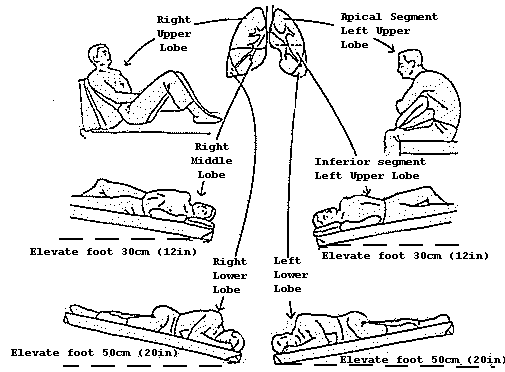 Right
Upper
Lobe
Apical Segment
Left Upper
Lobe
Right
Middle
Lobe
Inferior segment
Left Upper Lobe
Elevate foot 30cm (12in)
Elevate foot 30cm (12in)
Right
Lower
Lobe
Left
Lower
Lobe
Elevate foot 50cm (20in)
Elevate foot 50cm (20in)